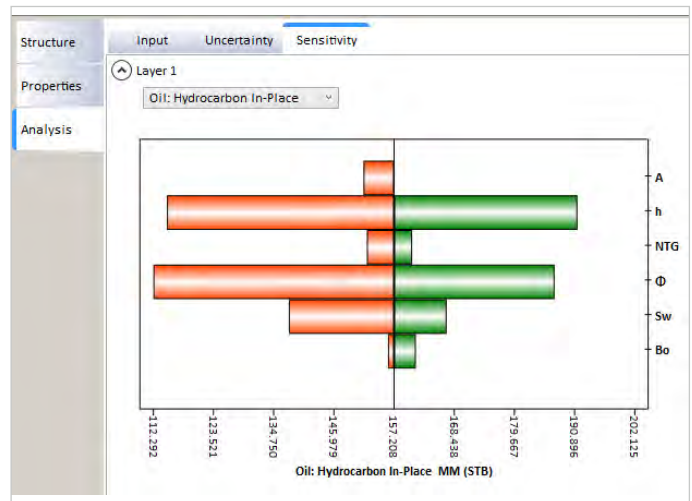 Structure
Properties
Analysis
Input Uncertainty Sensitivity
Layer 1
Oil: Hydrocarbon In-Place
A
h
NTG
Φ
Sw
Bo
112.292 123.521 134.750 145.979 157.208 168.438 179.667 190.896 202.125
Oil: Hydrocarbon In-Place MM (STB)